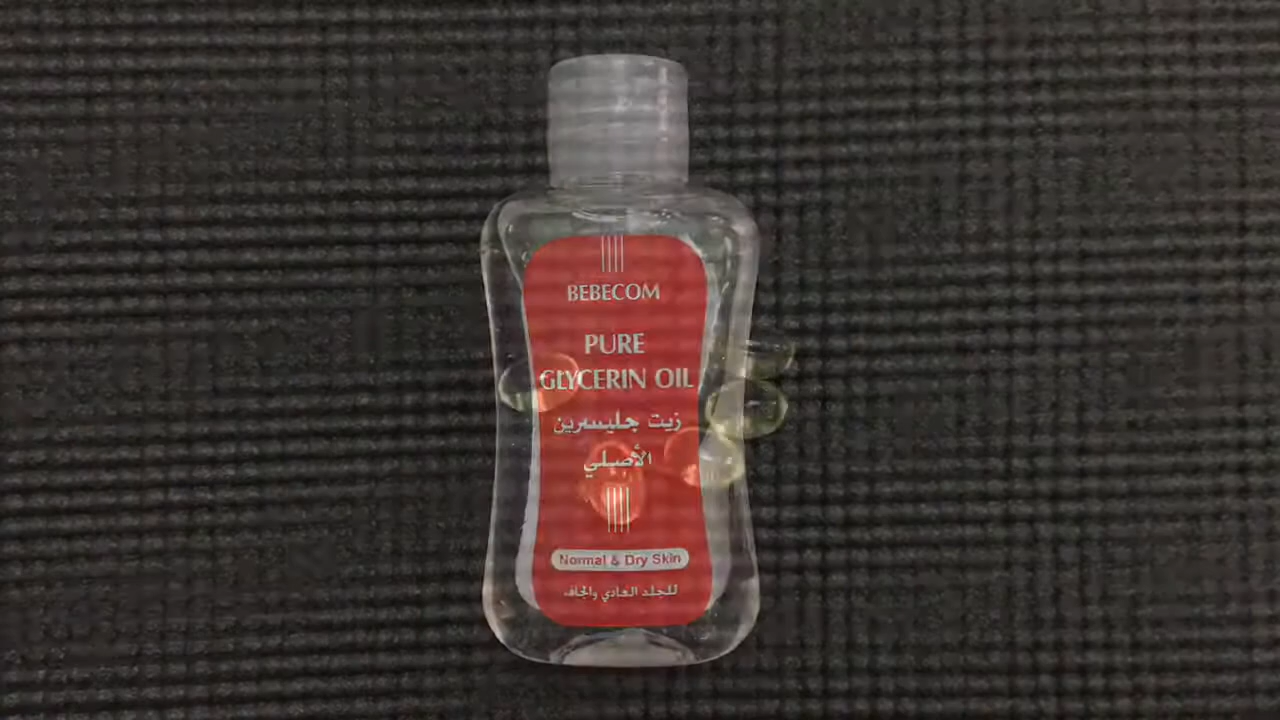 BEBECOM
PURE
GLYCERIN OIL
زيت جليسرين
الأصلي
Normal & Dry Skin
للجلد العادي والجاف